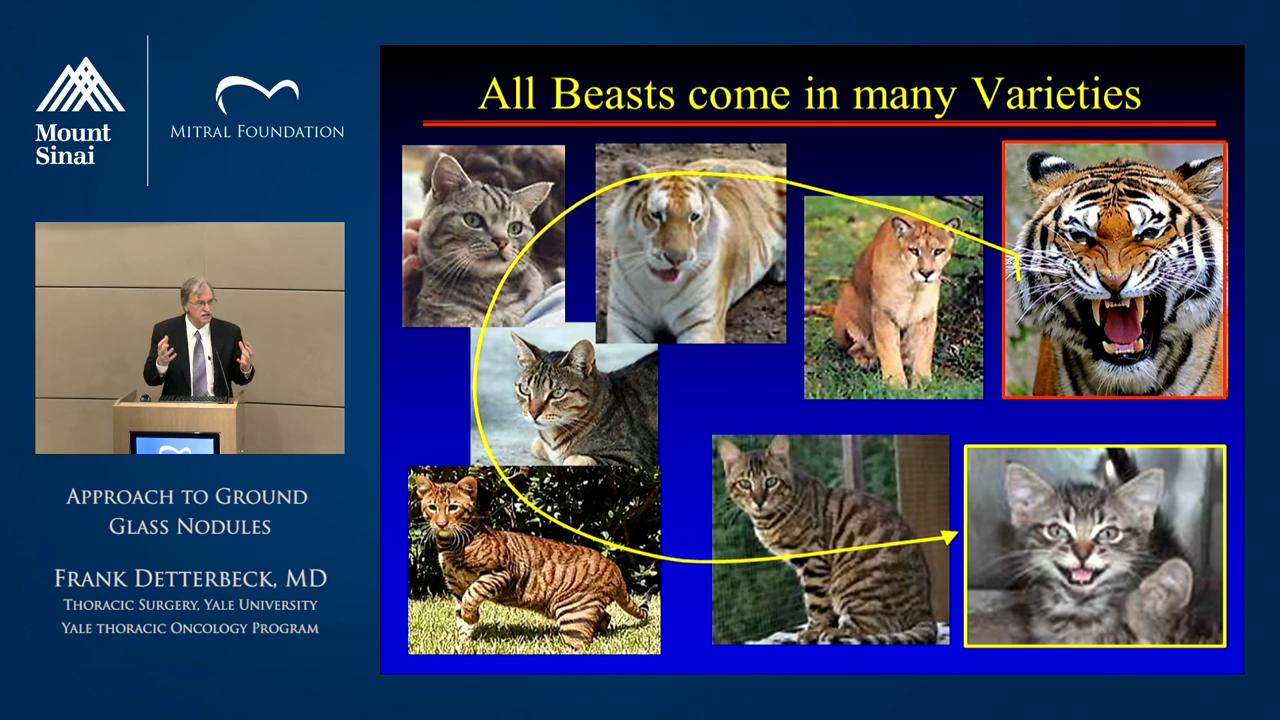 Mount
Sinai
MITRAL FOUNDATION
All Beasts come in many Varieties
APPROACH TO GROUND
GLASS NODULES
FRANK DETTERBECK, MD
THORACIC SURGERY, YALE UNIVERSITY
YALE THORACIC ONCOLOGY PROGRAM